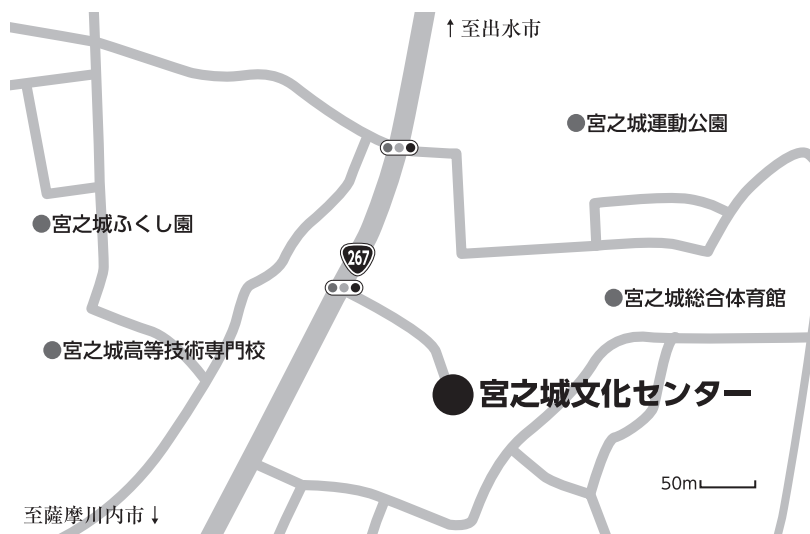 ↑至出水市
宮之城運動公園
宮之城ふくし園
267
宮之城総合体育館
宮之城高等技術専門校
宮之城文化センター
50m
至薩摩川内市↓